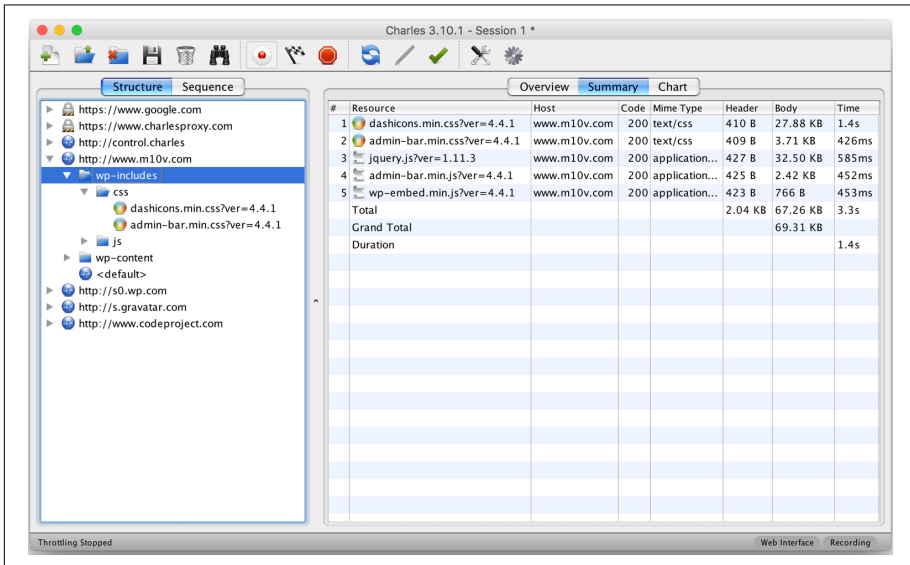 Charles 3.10.1 - Session 1 *
Structure Sequence
Overview Summary Chart
https://www.google.com
https://www.charlesproxy.com
http://control.charles
http://www.m10v.com
wp-includes
css
dashicons.min.css?ver=4.4.1
admin-bar.min.css?ver=4.4.1
js
wp-content
<default>
http://s0.wp.com
http://s.gravatar.com
http://www.codeproject.com
# Resource Host Code Mime Type Header Body Time
1 dashicons.min.css?ver=4.4.1 www.m10v.com 200 text/css 410 B 27.88 KB 1.4s
2 admin-bar.min.css?ver=4.4.1 www.m10v.com 200 text/css 409 B 3.71 KB 426ms
3 jquery.js?ver=1.11.3 www.m10v.com 200 application... 427 B 32.50 KB 585ms
4 admin-bar.min.js?ver=4.4.1 www.m10v.com 200 application... 425 B 2.42 KB 452ms
5 wp-embed.min.js?ver=4.4.1 www.m10v.com 200 application... 423 B 766 B 453ms
Total 2.04 KB 67.26 KB 3.3s
Grand Total 69.31 KB
Duration 1.4s
Throttling Stopped
Web Interface Recording